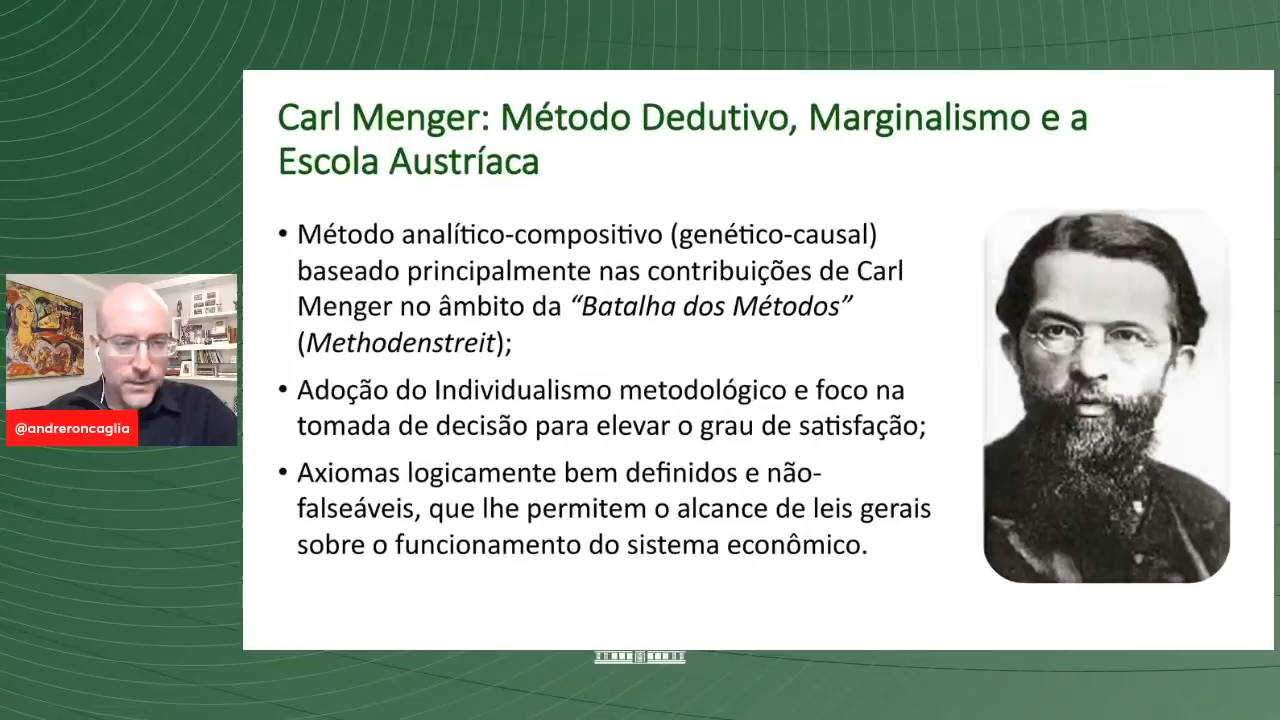 Carl Menger: Método Dedutivo, Marginalismo e a
Escola Austríaca
• Método analítico-compositivo (genético-causal)
baseado principalmente nas contribuições de Carl
Menger no âmbito da “Batalha dos Métodos”
(Methodenstreit);
• Adoção do Individualismo metodológico e foco na
tomada de decisão para elevar o grau de satisfação;
• Axiomas logicamente bem definidos e não-
falseáveis, que lhe permitem o alcance de leis gerais
sobre o funcionamento do sistema econômico.
@andreroncaglia